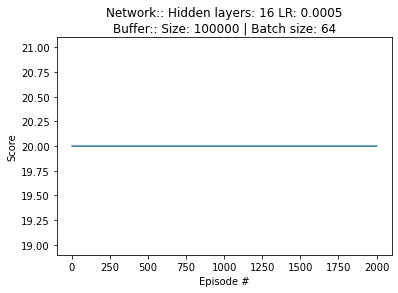 Network:: Hidden layers: 16 LR: 0.0005
Buffer:: Size: 100000 | Batch size: 64
21.00
20.75
20.50
20.25
20.00
19.75
19.50
19.25
19.00
Score
0 250 500 750 1000 1250 1500 1750 2000
Episode #